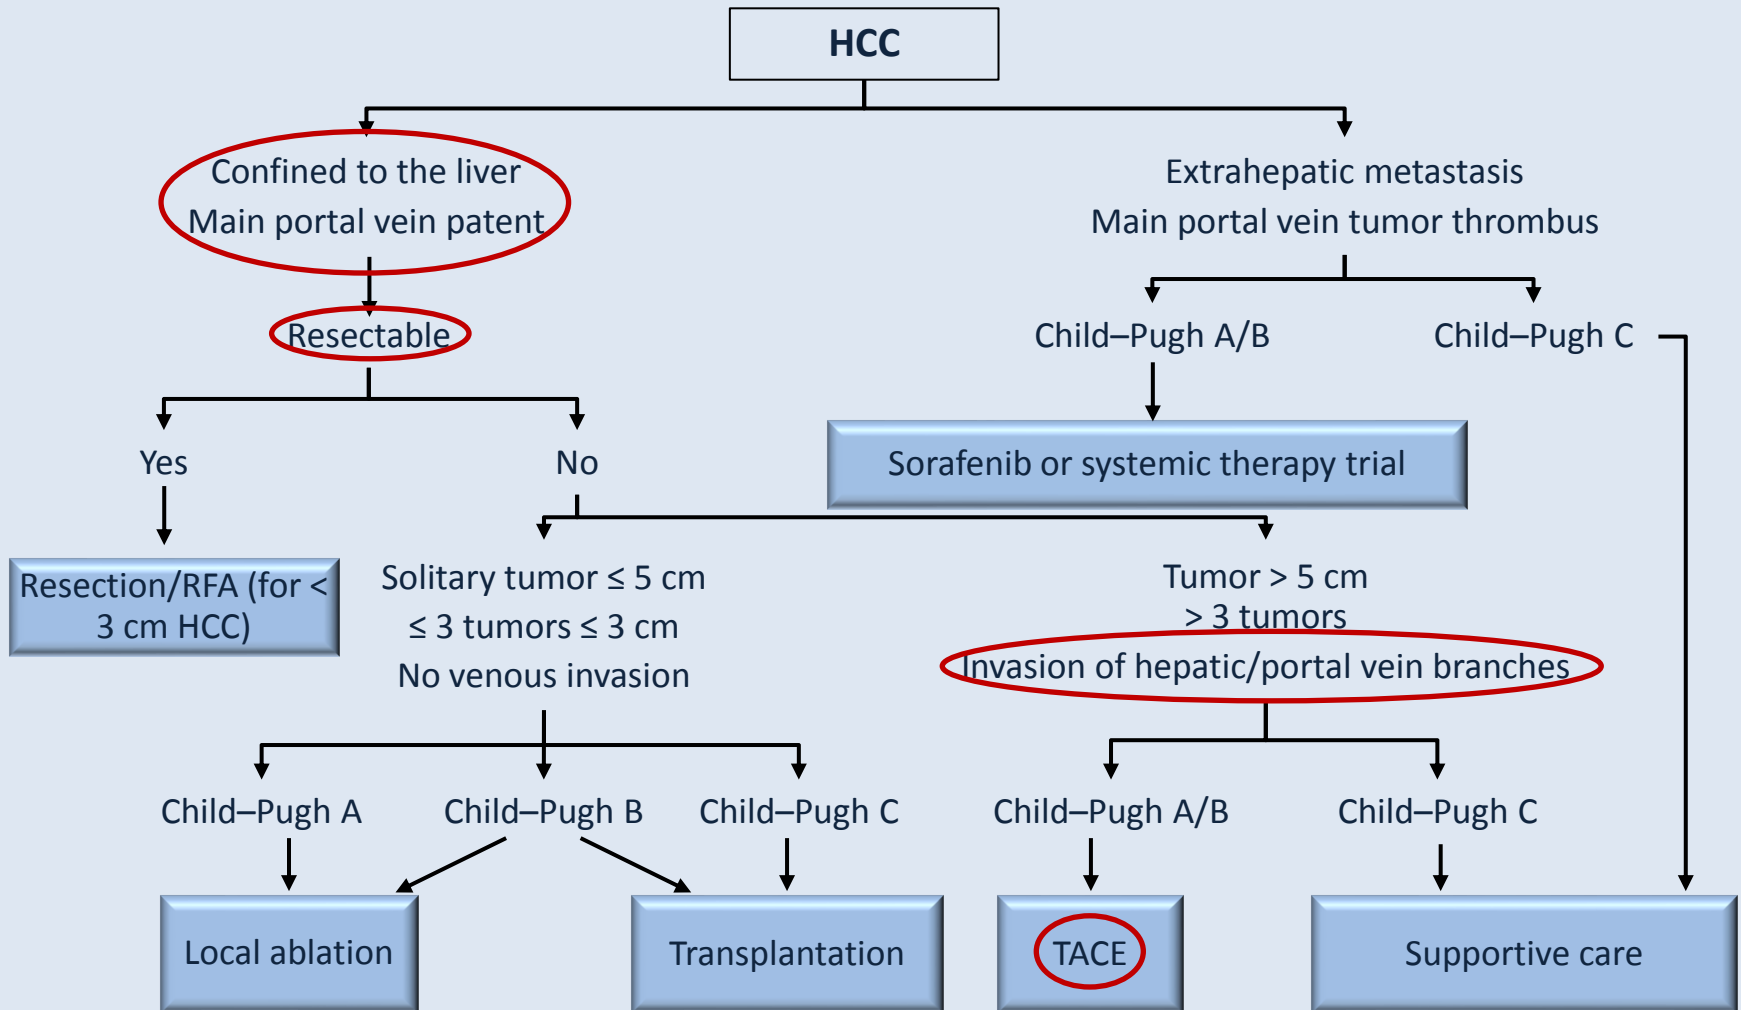 HCC
Confined to the liver
Main portal vein patent
Extrahepatic metastasis
Main portal vein tumor thrombus
Resectable
Child–Pugh A/B
Child–Pugh C
Yes
No
Sorafenib or systemic therapy trial
Resection/RFA (for <
3 cm HCC)
Solitary tumor ≤ 5 cm
≤ 3 tumors ≤ 3 cm
No venous invasion
Tumor > 5 cm
> 3 tumors
Invasion of hepatic/portal vein branches
Child–Pugh A
Child–Pugh B
Child–Pugh C
Child–Pugh A/B
Child–Pugh C
Local ablation
Transplantation
TACE
Supportive care